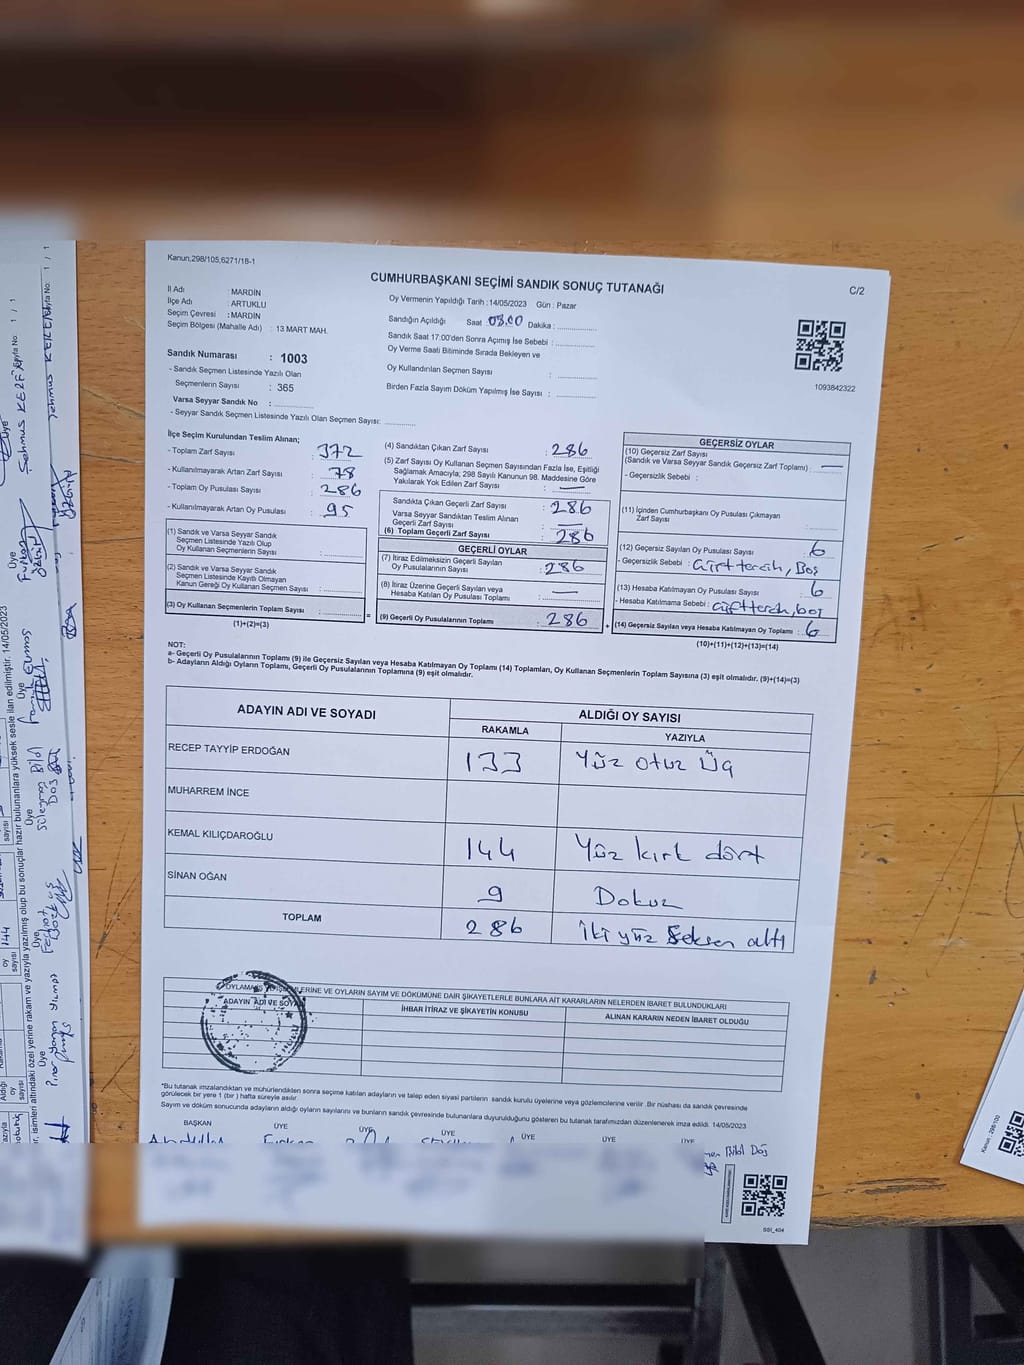 Kanun,298/105,6271/18-1
CUMHURBAŞKANI SEÇİMİ SANDIK SONUÇ TUTANAĞI
C/2
İl Adı : MARDİN
İlçe Adı : ARTUKLU
Seçim Çevresi : MARDİN
Seçim Bölgesi (Mahalle Adı) : 13 MART MAH.
Sandık Numarası : 1003
- Sandık Seçmen Listesinde Yazılı Olan
Seçmenlerin Sayısı : 365
Varsa Seyyar Sandık No :
- Seyyar Sandık Seçmen Listesinde Yazılı Olan Seçmen Sayısı:
Oy Vermenin Yapıldığı Tarih :14/05/2023 Gün : Pazar
Sandığın Açıldığı Saat 08.00 Dakika :
Sandık Saat 17.00'den Sonra Açımış İse Sebebi :
Oy Verme Saati Bitiminde Sırada Bekleyen ve
Oy Kullandırılan Seçmen Sayısı :
Birden Fazla Sayım Döküm Yapılmış İse Sayısı :
1093842322
İlçe Seçim Kurulundan Teslim Alınan;
- Toplam Zarf Sayısı : 372
- Kullanılmayarak Artan Zarf Sayısı : 78
- Toplam Oy Pusulası Sayısı : 286
- Kullanılmayarak Artan Oy Pusulası : 95
(1) Sandık ve Varsa Seyyar Sandık
Seçmen Listesinde Yazılı Olup
Oy Kullanan Seçmenlerin Sayısı :
(2) Sandık ve Varsa Seyyar Sandık
Seçmen Listesinde Kayıtlı Olmayan
Kanun Gereği Oy Kullanan Seçmen Sayısı :
(3) Oy Kullanan Seçmenlerin Toplam Sayısı : =
(1)+(2)=(3)
(4) Sandıktan Çıkan Zarf Sayısı : 286
(5) Zarf Sayısı Oy Kullanan Seçmen Sayısından Fazla İse, Eşitliği
Sağlamak Amacıyla; 298 Sayılı Kanunun 98. Maddesine Göre
Yakılarak Yok Edilen Zarf Sayısı : —
Sandıkta Çıkan Geçerli Zarf Sayısı : 286
Varsa Seyyar Sandıktan Teslim Alınan
Geçerli Zarf Sayısı : —
(6) Toplam Geçerli Zarf Sayısı : 286
GEÇERLİ OYLAR
(7) İtiraz Edilmeksizin Geçerli Sayılan
Oy Pusulalarının Sayısı : 286
(8) İtiraz Üzerine Geçerli Sayılan veya
Hesaba Katılan Oy Pusulası Toplamı : —
(9) Geçerli Oy Pusulalarının Toplamı : 286 +
GEÇERSİZ OYLAR
(10) Geçersiz Zarf Sayısı
(Sandık ve Varsa Seyyar Sandık Geçersiz Zarf Toplamı) : —
- Geçersizlik Sebebi :
(11) İçinden Cumhurbaşkanı Oy Pusulası Çıkmayan
Zarf Sayısı :
(12) Geçersiz Sayılan Oy Pusulası Sayısı : 6
- Geçersizlik Sebebi : Çift tercih, Boş
(13) Hesaba Katılmayan Oy Pusulası Sayısı : 6
- Hesaba Katılmama Sebebi : Çift tercih, boş
(14) Geçersiz Sayılan veya Hesaba Katılmayan Oy Toplamı : 6
(10)+(11)+(12)+(13)=(14)
NOT:
a- Geçerli Oy Pusulalarının Toplamı (9) ile Geçersiz Sayılan veya Hesaba Katılmayan Oy Toplamı (14) Toplamları, Oy Kullanan Seçmenlerin Toplam Sayısına (3) eşit olmalıdır, (9)+(14)=(3)
b- Adayların Aldığı Oyların Toplamı, Geçerli Oy Pusulalarının Toplamına (9) eşit olmalıdır.
ADAYIN ADI VE SOYADI ALDIĞI OY SAYISI
RAKAMLA YAZIYLA
RECEP TAYYİP ERDOĞAN 133 Yüz otuz Üç
MUHARREM İNCE
KEMAL KILIÇDAROĞLU 144 Yüz kırk dört
SİNAN OĞAN 9 Dokuz
TOPLAM 286 İki yüz seksen altı
OYLAMA İŞLEMLERİNE VE OYLARIN SAYIM VE DÖKÜMÜNE DAİR ŞİKAYETLERLE BUNLARA AİT KARARLARIN NELERDEN İBARET BULUNDUKLARI
ADAYIN ADI VE SOYADI İHBAR İTİRAZ VE ŞİKAYETİN KONUSU ALINAN KARARIN NEDEN İBARET OLDUĞU
*Bu tutanak imzalandıktan ve mühürlendikten sonra seçime katılan adayların ve talep eden siyasi partilerin sandık kurulu üyelerine veya gözlemcilerine verilir .Bir nüshası da sandık çevresinde
görülecek bir yere 1 (bir ) hafta süreyle asılır.
Sayım ve döküm sonucunda adayların aldığı oyların sayılarını ve bunların sandık çevresinde bulunanlara duyurulduğunu gösteren bu tutanak tarafımızdan düzenlenerek imza edildi. 14/05/2023
BAŞKAN ÜYE ÜYE ÜYE ÜYE ÜYE ÜYE
Bilal Döş
SSI_404
Kanun : 298/100